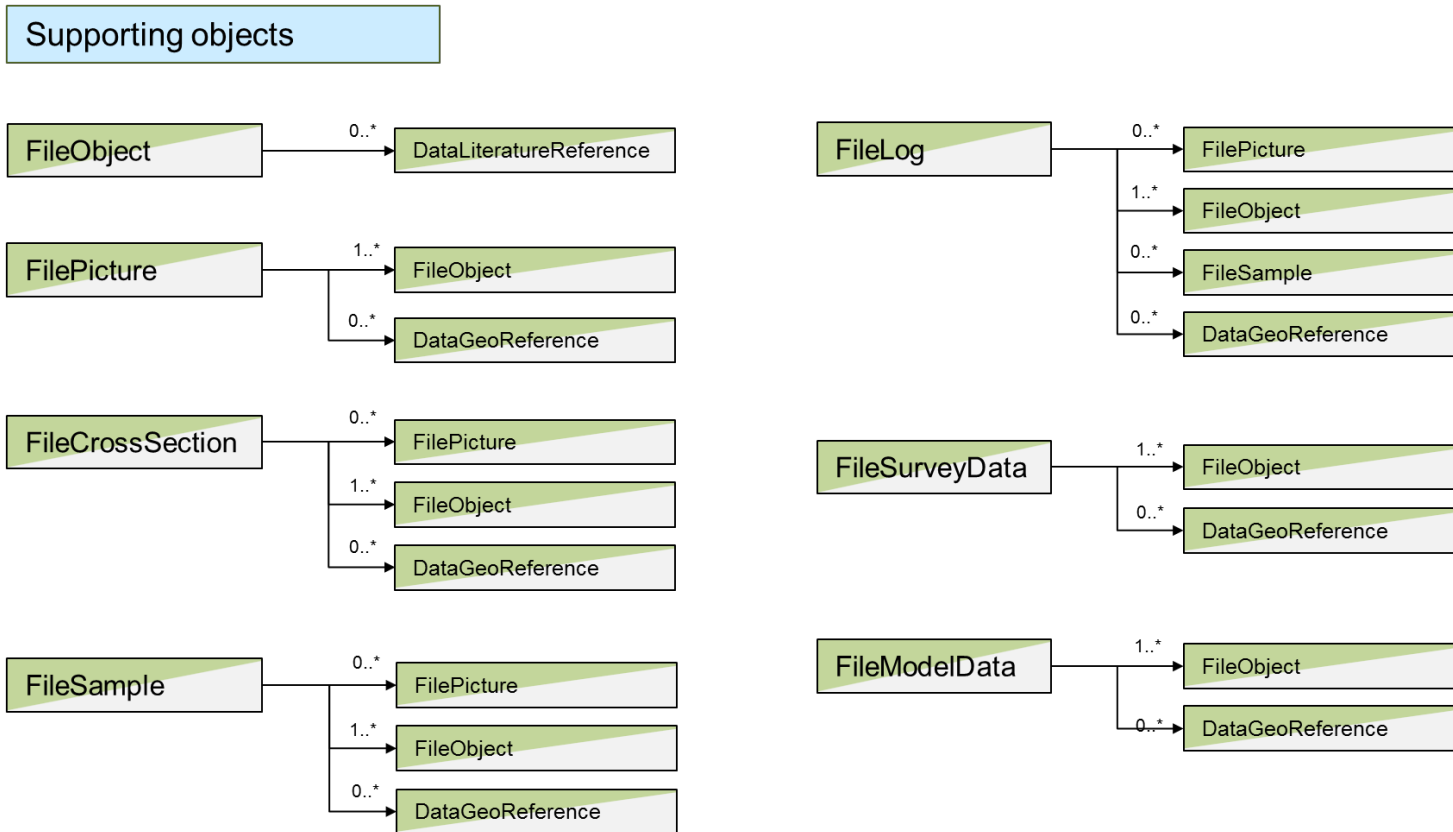 Supporting objects
FileObject
0..*
DataLiteratureReference
FilePicture
1..*
FileObject
0..*
DataGeoReference
FileCrossSection
0..*
FilePicture
1..*
FileObject
0..*
DataGeoReference
FileSample
0..*
FilePicture
1..*
FileObject
0..*
DataGeoReference
FileLog
0..*
FilePicture
1..*
FileObject
0..*
FileSample
0..*
DataGeoReference
FileSurveyData
1..*
FileObject
0..*
DataGeoReference
FileModelData
1..*
FileObject
0..*
DataGeoReference